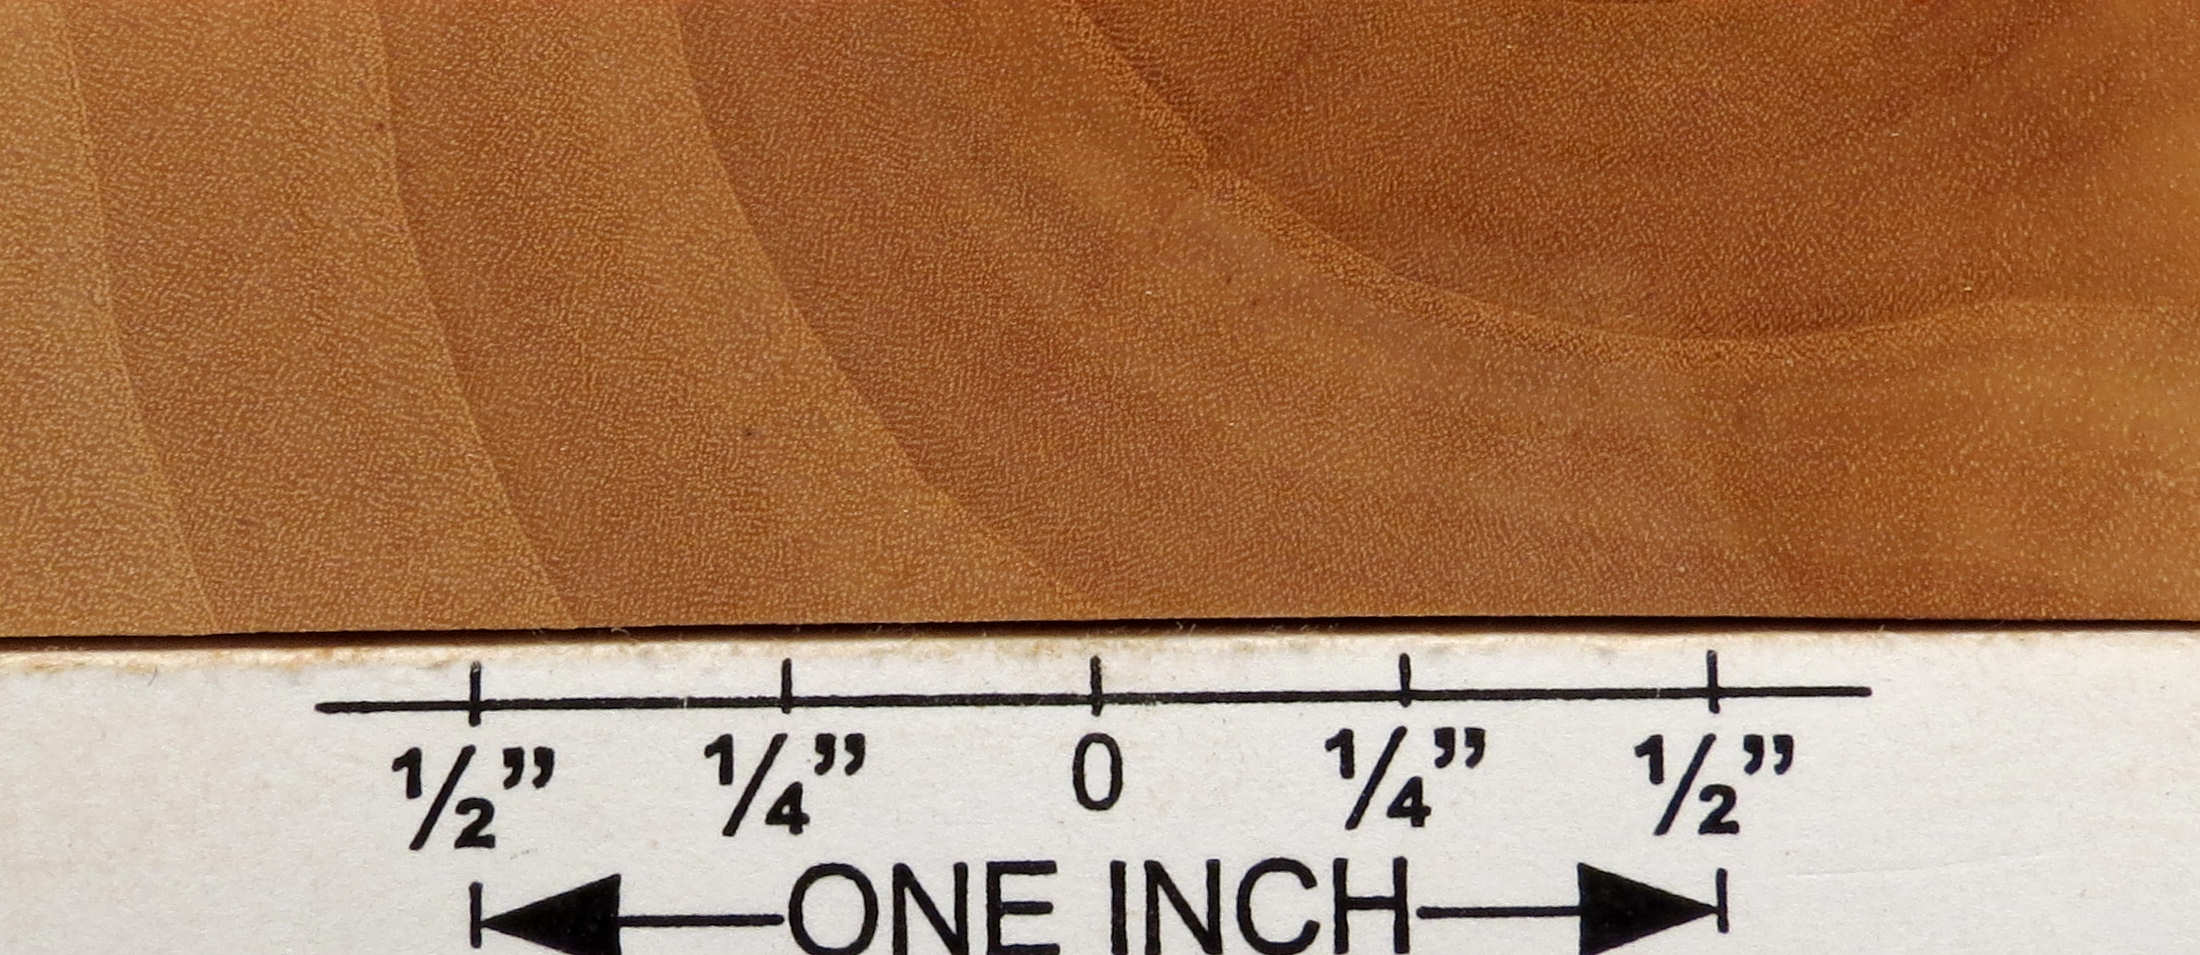 1/2” 1/4” 0 1/4” 1/2”
ONE INCH